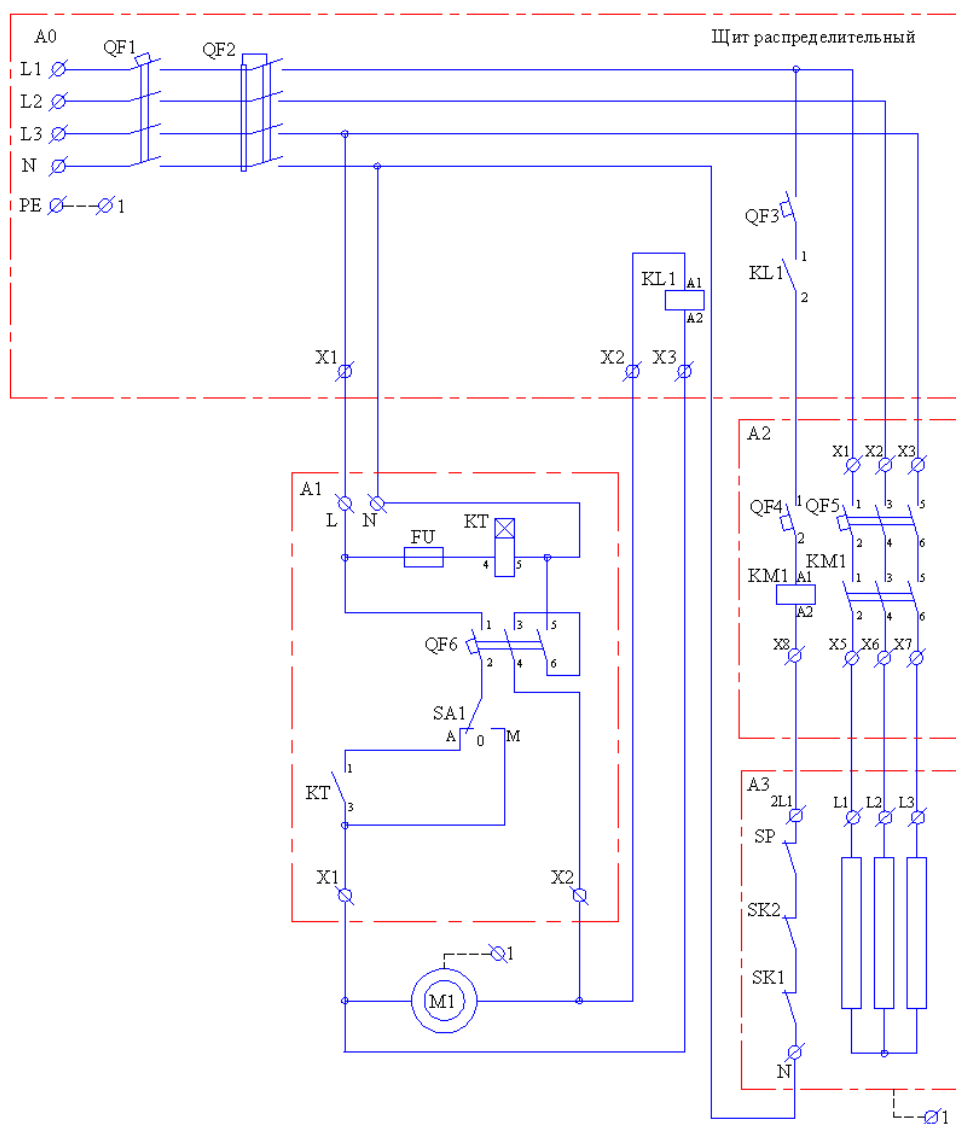 A0
QF1
QF2
Щит распределительный
L1
L2
L3
N
PE
1
QF3
KL1
1
2
KL1
A1
A2
X1
X2
X3
A2
X1
X2
X3
A1
L
N
KT
FU
4
5
QF4
1
2
QF5
1
3
5
2
4
6
KM1
A1
A2
KM1
1
3
5
2
4
6
QF6
1
3
5
2
4
6
X8
X5
X6
X7
SA1
A
0
M
KT
1
3
A3
2L1
L1
L2
L3
SP
X1
X2
SK2
1
SK1
M1
N
1